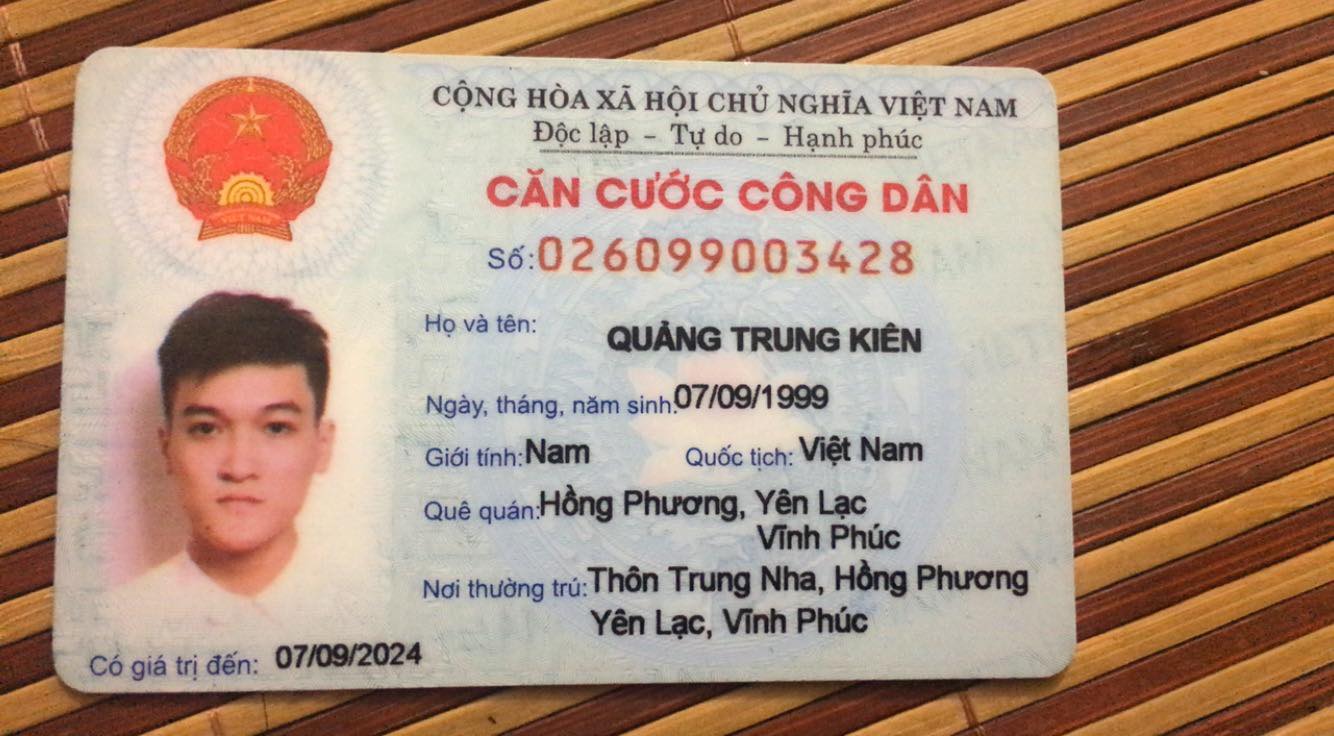 CỘNG HÒA XÃ HỘI CHỦ NGHĨA VIỆT NAM
Độc lập – Tự do – Hạnh phúc
CĂN CƯỚC CÔNG DÂN
Số: 026099003428
Họ và tên: QUẢNG TRUNG KIÊN
Ngày, tháng, năm sinh: 07/09/1999
Giới tính: Nam Quốc tịch: Việt Nam
Quê quán: Hồng Phương, Yên Lạc
Vĩnh Phúc
Nơi thường trú: Thôn Trung Nha, Hồng Phương
Yên Lạc, Vĩnh Phúc
Có giá trị đến: 07/09/2024